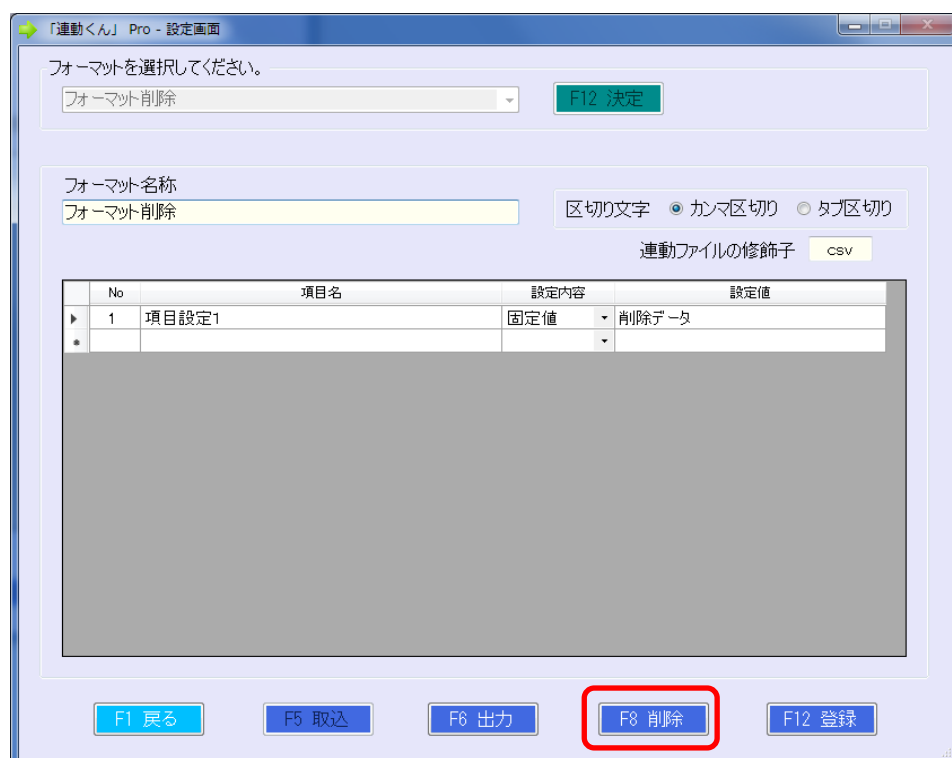 「連動くん」 Pro - 設定画面
フォーマットを選択してください。
フォーマット削除
F12 決定
フォーマット名称
フォーマット削除
区切り文字 カンマ区切り タブ区切り
連動ファイルの修飾子 csv
No 項目名 設定内容 設定値
1 項目設定1 固定値 削除データ
F1 戻る F5 取込 F6 出力 F8 削除 F12 登録